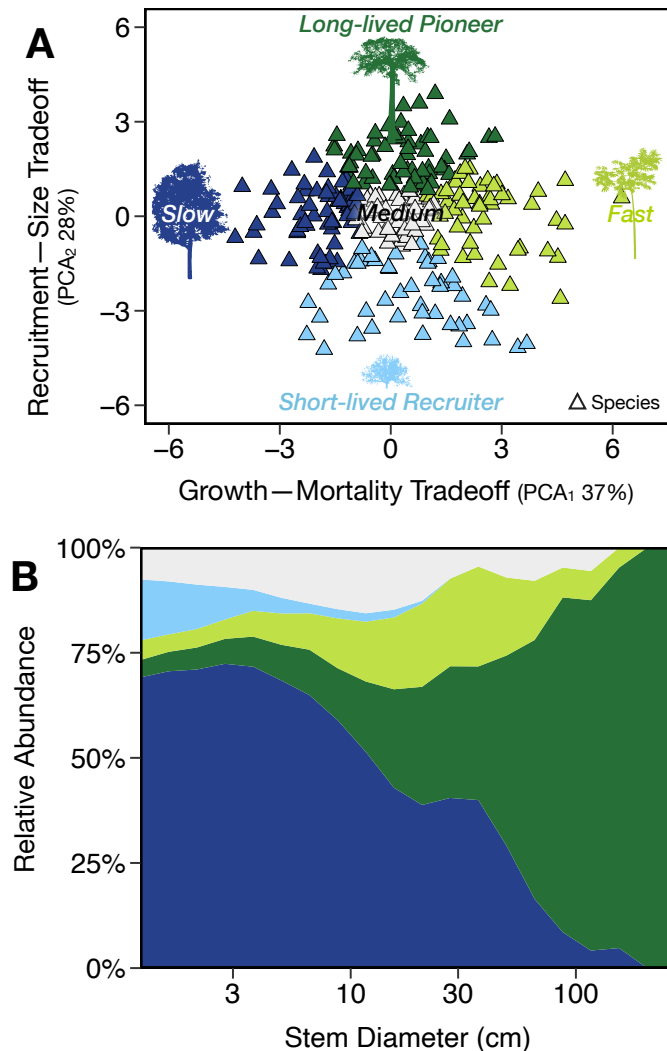 A
Long-lived Pioneer
Slow
Medium
Fast
Short-lived Recruiter
Species
6
3
0
−3
−6
−6
−3
0
3
6
Recruitment—Size Tradeoff
(PCA₂ 28%)
Growth—Mortality Tradeoff (PCA₁ 37%)
B
100%
75%
50%
25%
0%
Relative Abundance
3
10
30
100
Stem Diameter (cm)